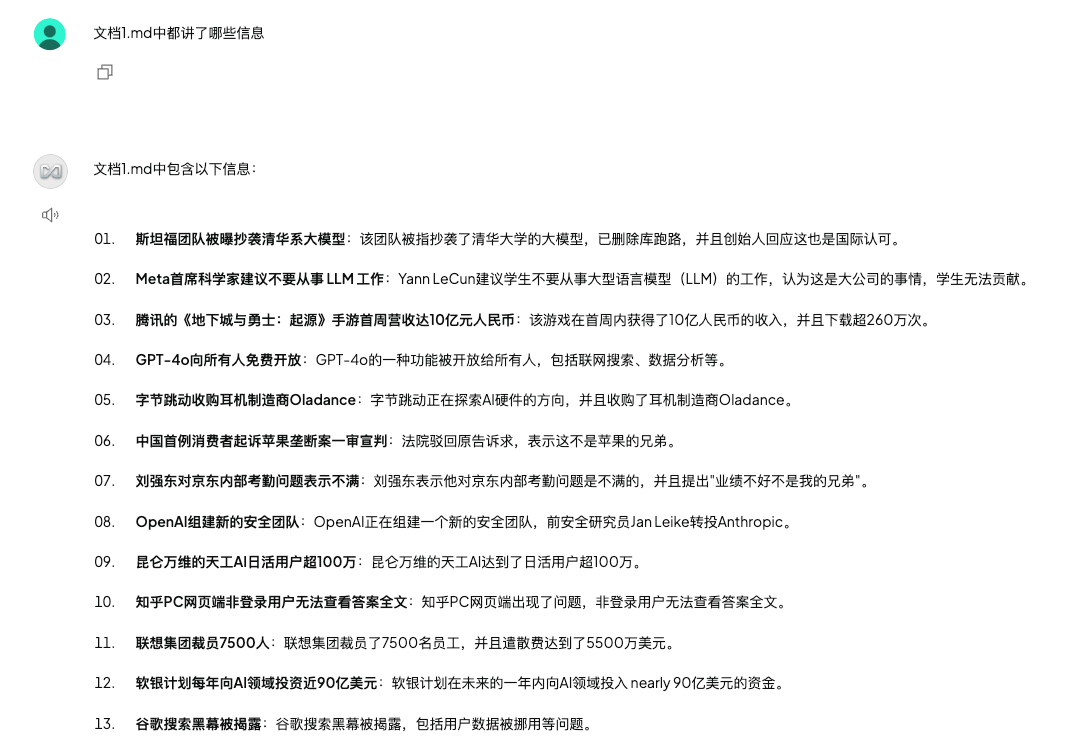 文档1.md中都讲了哪些信息
文档1.md中包含以下信息：
01. 斯坦福团队被曝抄袭清华系大模型：该团队被指抄袭了清华大学的大模型，已删除库跑路，并且创始人回应这也是国际认可。
02. Meta首席科学家建议不要从事 LLM 工作：Yann LeCun建议学生不要从事大型语言模型（LLM）的工作，认为这是大公司的事情，学生无法贡献。
03. 腾讯的《地下城与勇士：起源》手游首周营收达10亿元人民币：该游戏在首周内获得了10亿人民币的收入，并且下载超260万次。
04. GPT-4o向所有人免费开放：GPT-4o的一种功能被开放给所有人，包括联网搜索、数据分析等。
05. 字节跳动收购耳机制造商Oladance：字节跳动正在探索AI硬件的方向，并且收购了耳机制造商Oladance。
06. 中国首例消费者起诉苹果垄断案一审宣判：法院驳回原告诉求，表示这不是苹果的兄弟。
07. 刘强东对京东内部考勤问题表示不满：刘强东表示他对京东内部考勤问题是不满的，并且提出"业绩不好不是我的兄弟"。
08. OpenAI组建新的安全团队：OpenAI正在组建一个新的安全团队，前安全研究员Jan Leike转投Anthropic。
09. 昆仑万维的天工AI日活用户超100万：昆仑万维的天工AI达到了日活用户超100万。
10. 知乎PC网页端非登录用户无法查看答案全文：知乎PC网页端出现了问题，非登录用户无法查看答案全文。
11. 联想集团裁员7500人：联想集团裁员了7500名员工，并且遣散费达到了5500万美元。
12. 软银计划每年向AI领域投资近90亿美元：软银计划在未来的一年内向AI领域投入 nearly 90亿美元的资金。
13. 谷歌搜索黑幕被揭露：谷歌搜索黑幕被揭露，包括用户数据被挪用等问题。